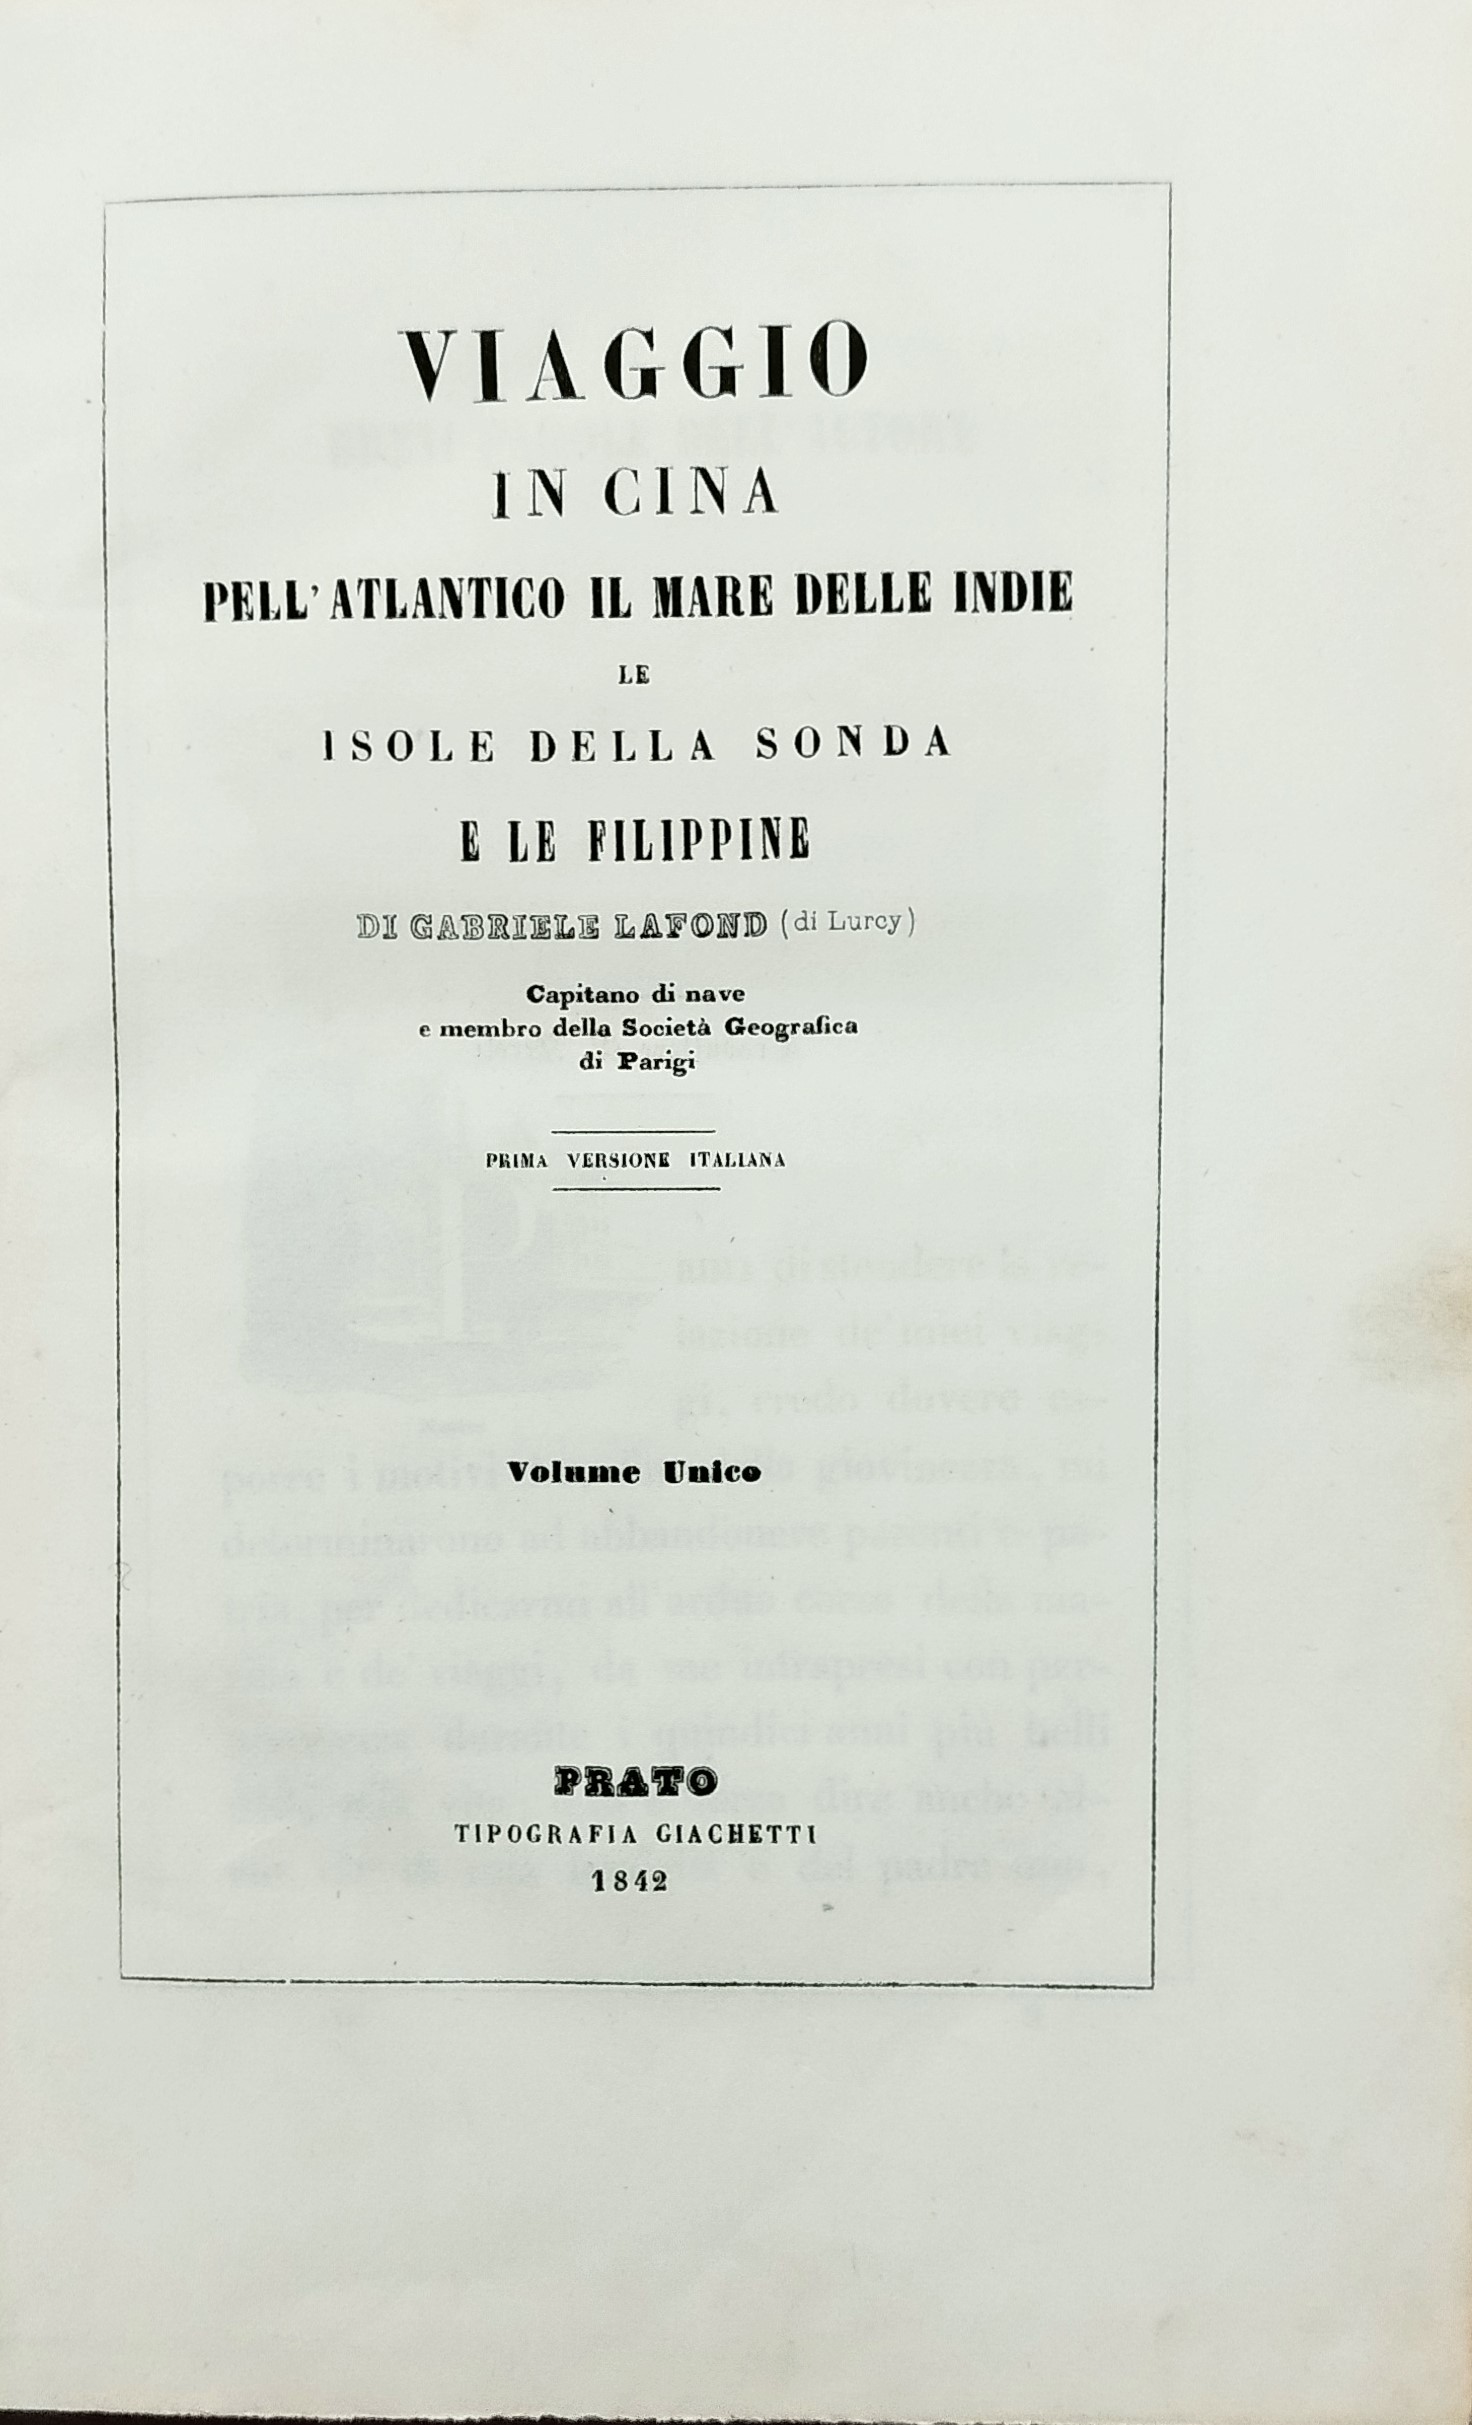 VIAGGIO
IN CINA
PELL'ATLANTICO IL MARE DELLE INDIE
LE
ISOLE DELLA SONDA
E LE FILIPPINE
DI GABRIELE LAFOND (di Lurcy)
Capitano di nave
e membro della Società Geografica
di Parigi
PRIMA VERSIONE ITALIANA
Volume Unico
PRATO
TIPOGRAFIA GIACHETTI
1842